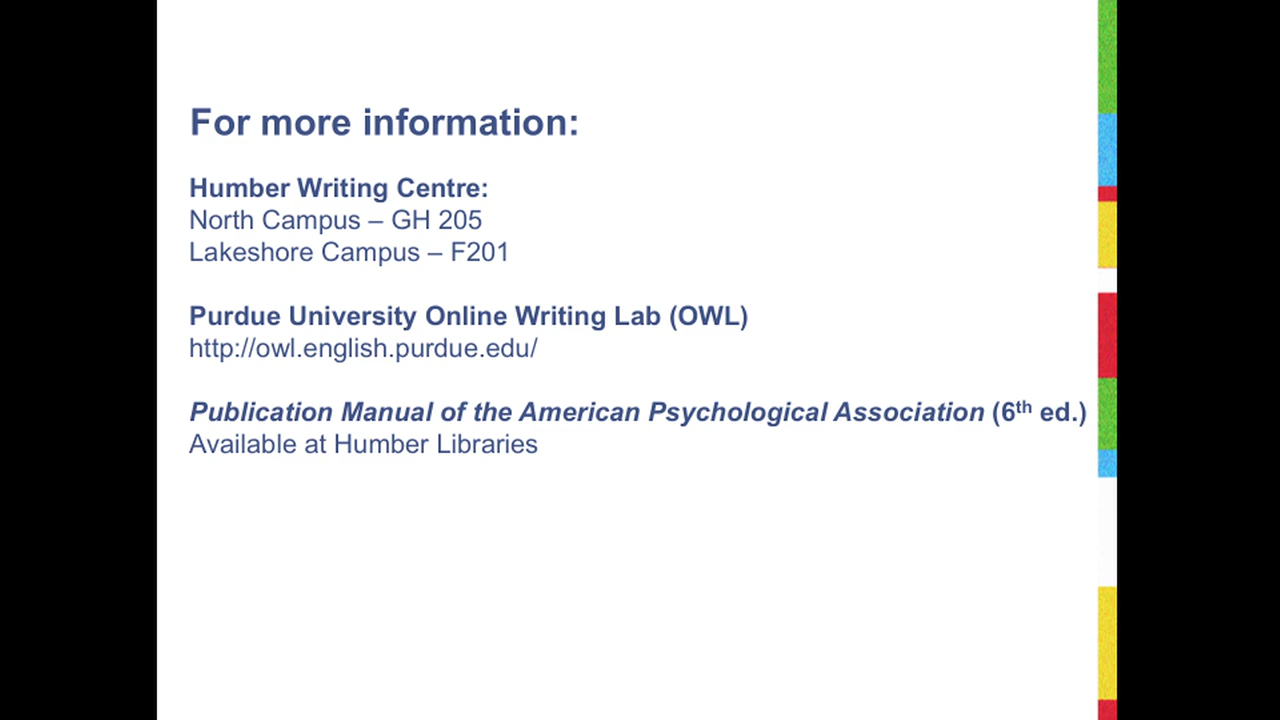 For more information:
Humber Writing Centre:
North Campus – GH 205
Lakeshore Campus – F201
Purdue University Online Writing Lab (OWL)
http://owl.english.purdue.edu/
Publication Manual of the American Psychological Association (6th ed.)
Available at Humber Libraries